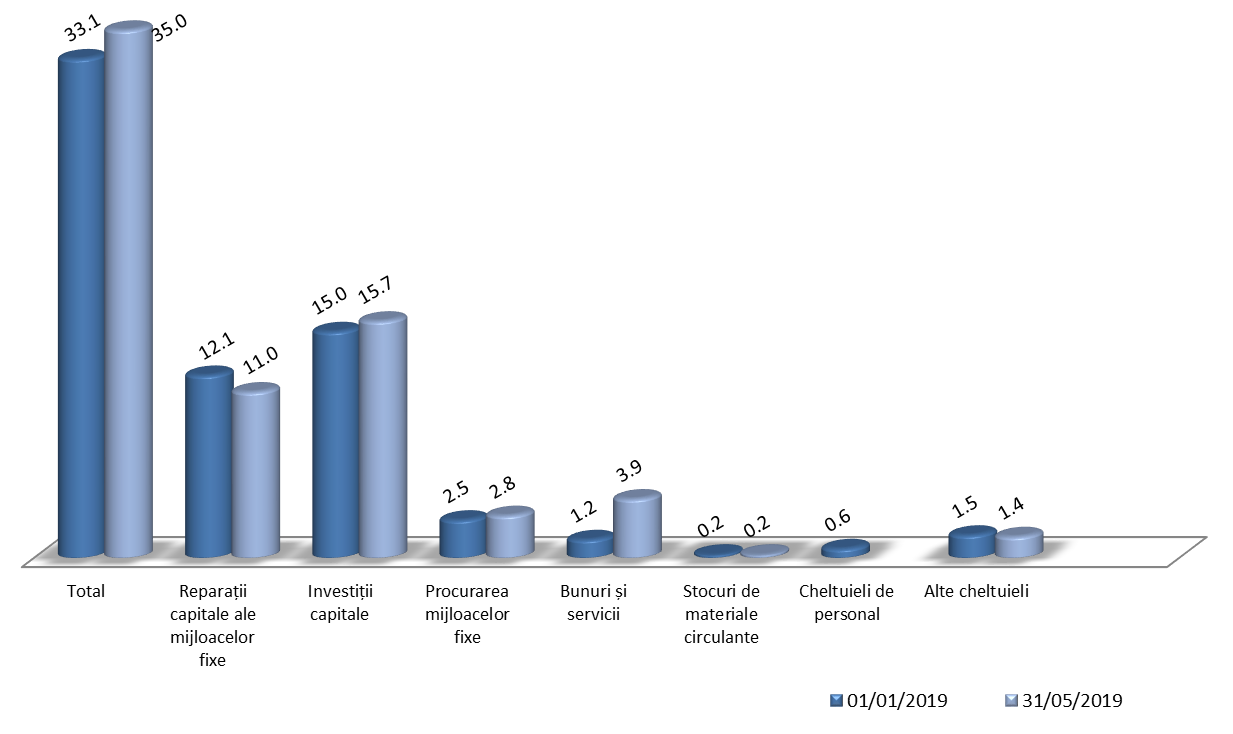 33.1
35.0
12.1
11.0
15.0
15.7
2.5
2.8
1.2
3.9
0.2
0.2
0.6
1.5
1.4
Total
Reparații
capitale ale
mijloacelor
fixe
Investiții
capitale
Procurarea
mijloacelor
fixe
Bunuri și
servicii
Stocuri de
materiale
circulante
Cheltuieli de
personal
Alte cheltuieli
01/01/2019
31/05/2019